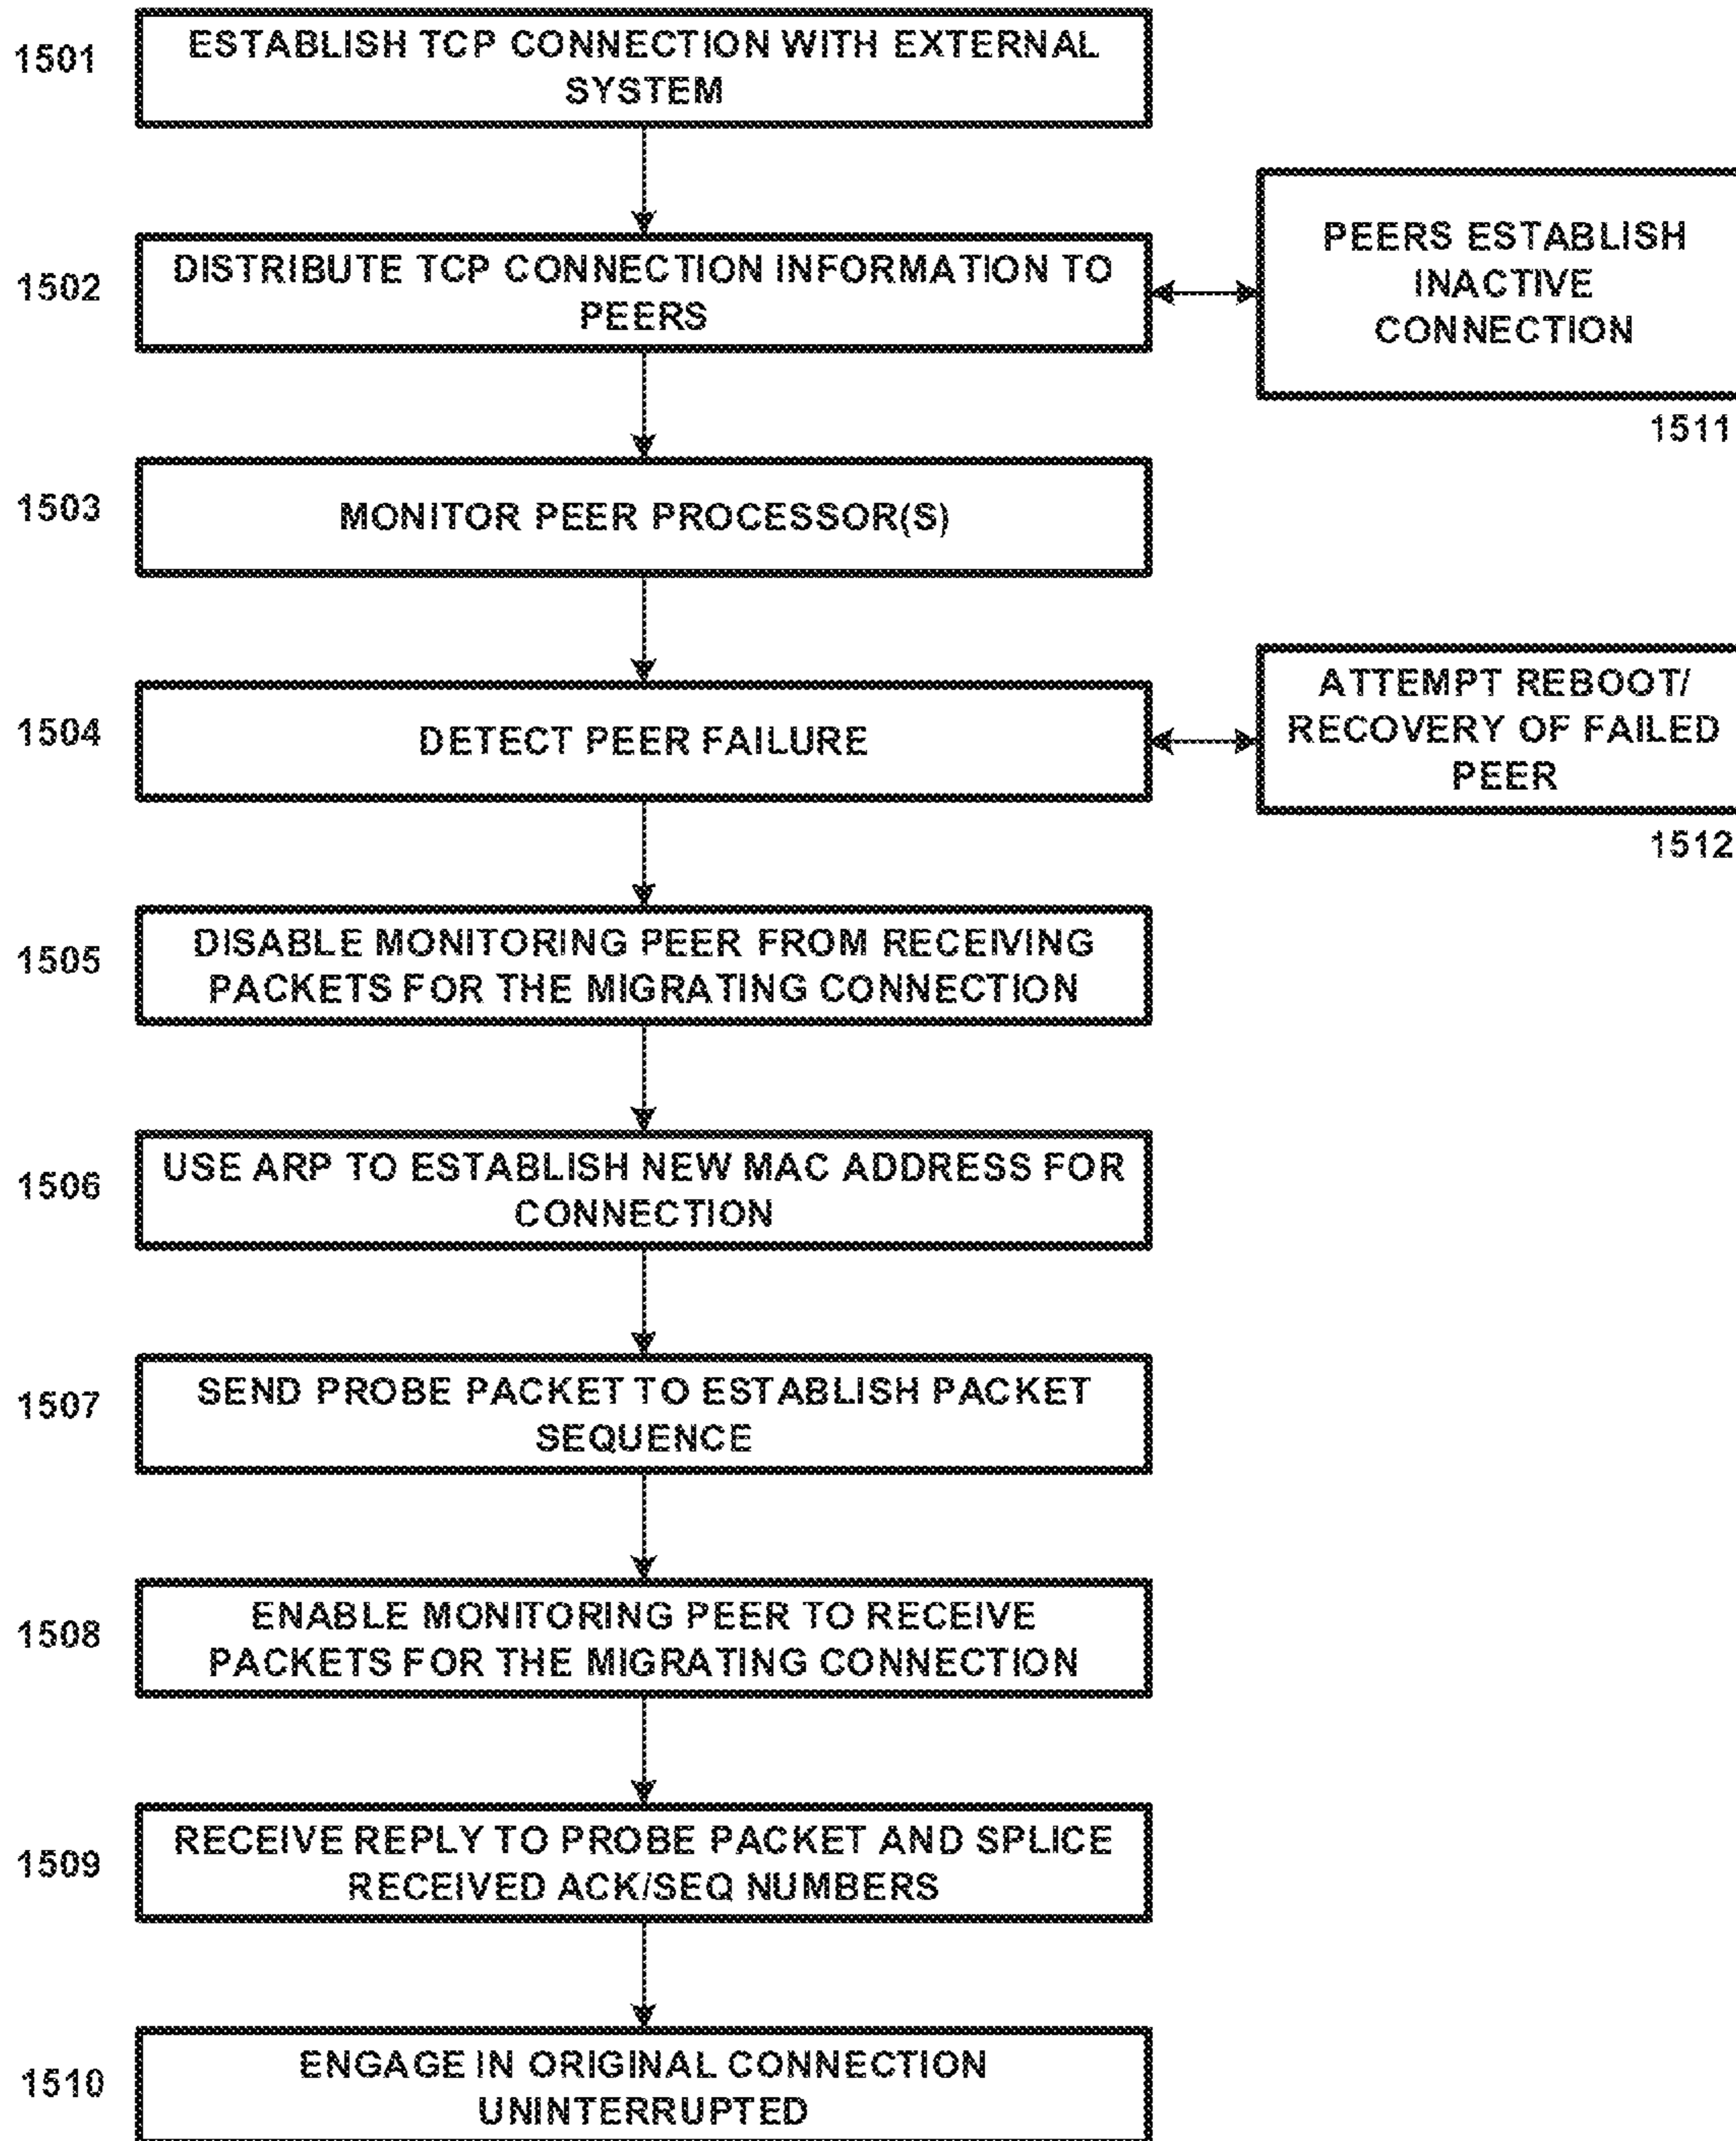 1501
ESTABLISH TCP CONNECTION WITH EXTERNAL
SYSTEM
1502
DISTRIBUTE TCP CONNECTION INFORMATION TO
PEERS
PEERS ESTABLISH
INACTIVE
CONNECTION
1511
1503
MONITOR PEER PROCESSOR(S)
1504
DETECT PEER FAILURE
ATTEMPT REBOOT/
RECOVERY OF FAILED
PEER
1512
1505
DISABLE MONITORING PEER FROM RECEIVING
PACKETS FOR THE MIGRATING CONNECTION
1506
USE ARP TO ESTABLISH NEW MAC ADDRESS FOR
CONNECTION
1507
SEND PROBE PACKET TO ESTABLISH PACKET
SEQUENCE
1508
ENABLE MONITORING PEER TO RECEIVE
PACKETS FOR THE MIGRATING CONNECTION
1509
RECEIVE REPLY TO PROBE PACKET AND SPLICE
RECEIVED ACK/SEQ NUMBERS
1510
ENGAGE IN ORIGINAL CONNECTION
UNINTERRUPTED